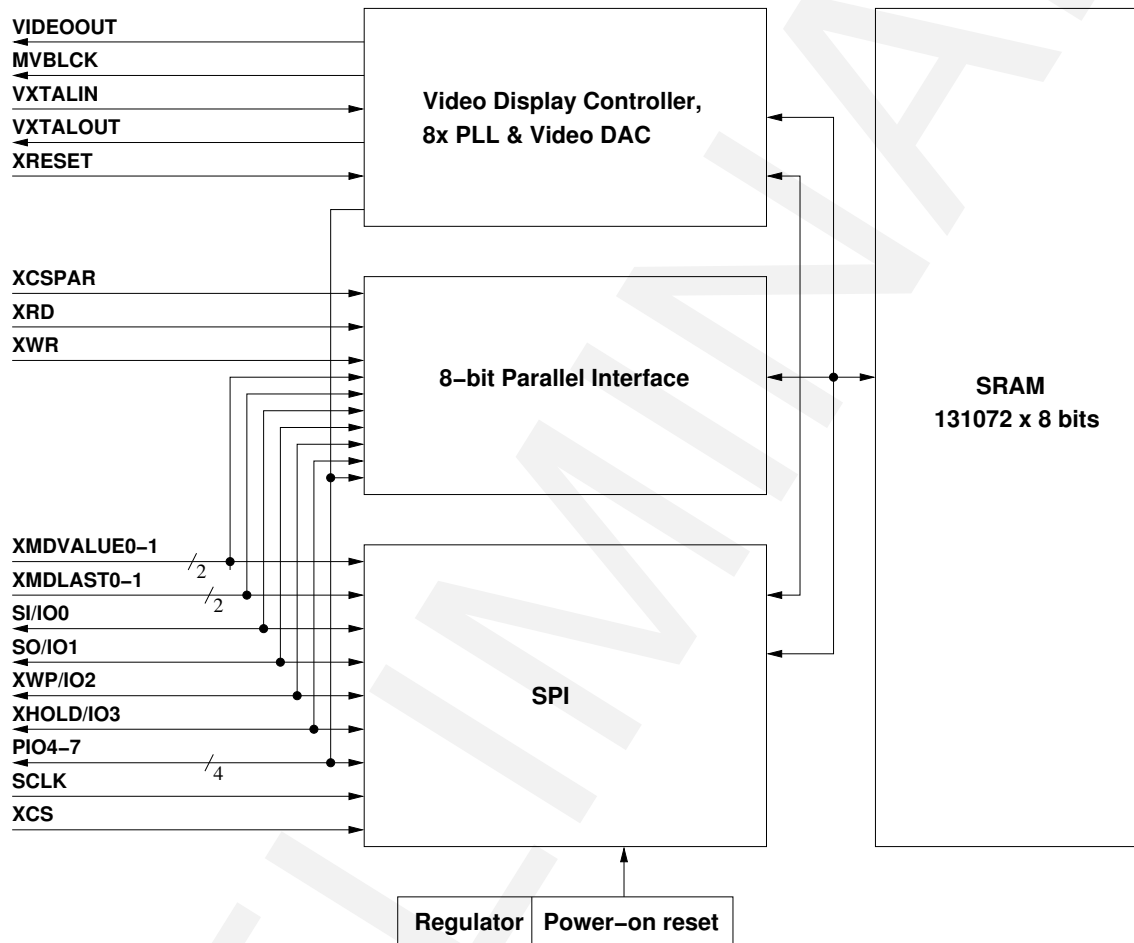 VIDEOOUT
MVBLCK
VXTALIN
VXTALOUT
XRESET
Video Display Controller,
8x PLL & Video DAC
XCSPAR
XRD
XWR
8−bit Parallel Interface
SRAM
131072 x 8 bits
XMDVALUE0−1
2
XMDLAST0−1
2
SI/IO0
SO/IO1
XWP/IO2
XHOLD/IO3
PIO4−7
4
SCLK
XCS
SPI
Regulator
Power−on reset